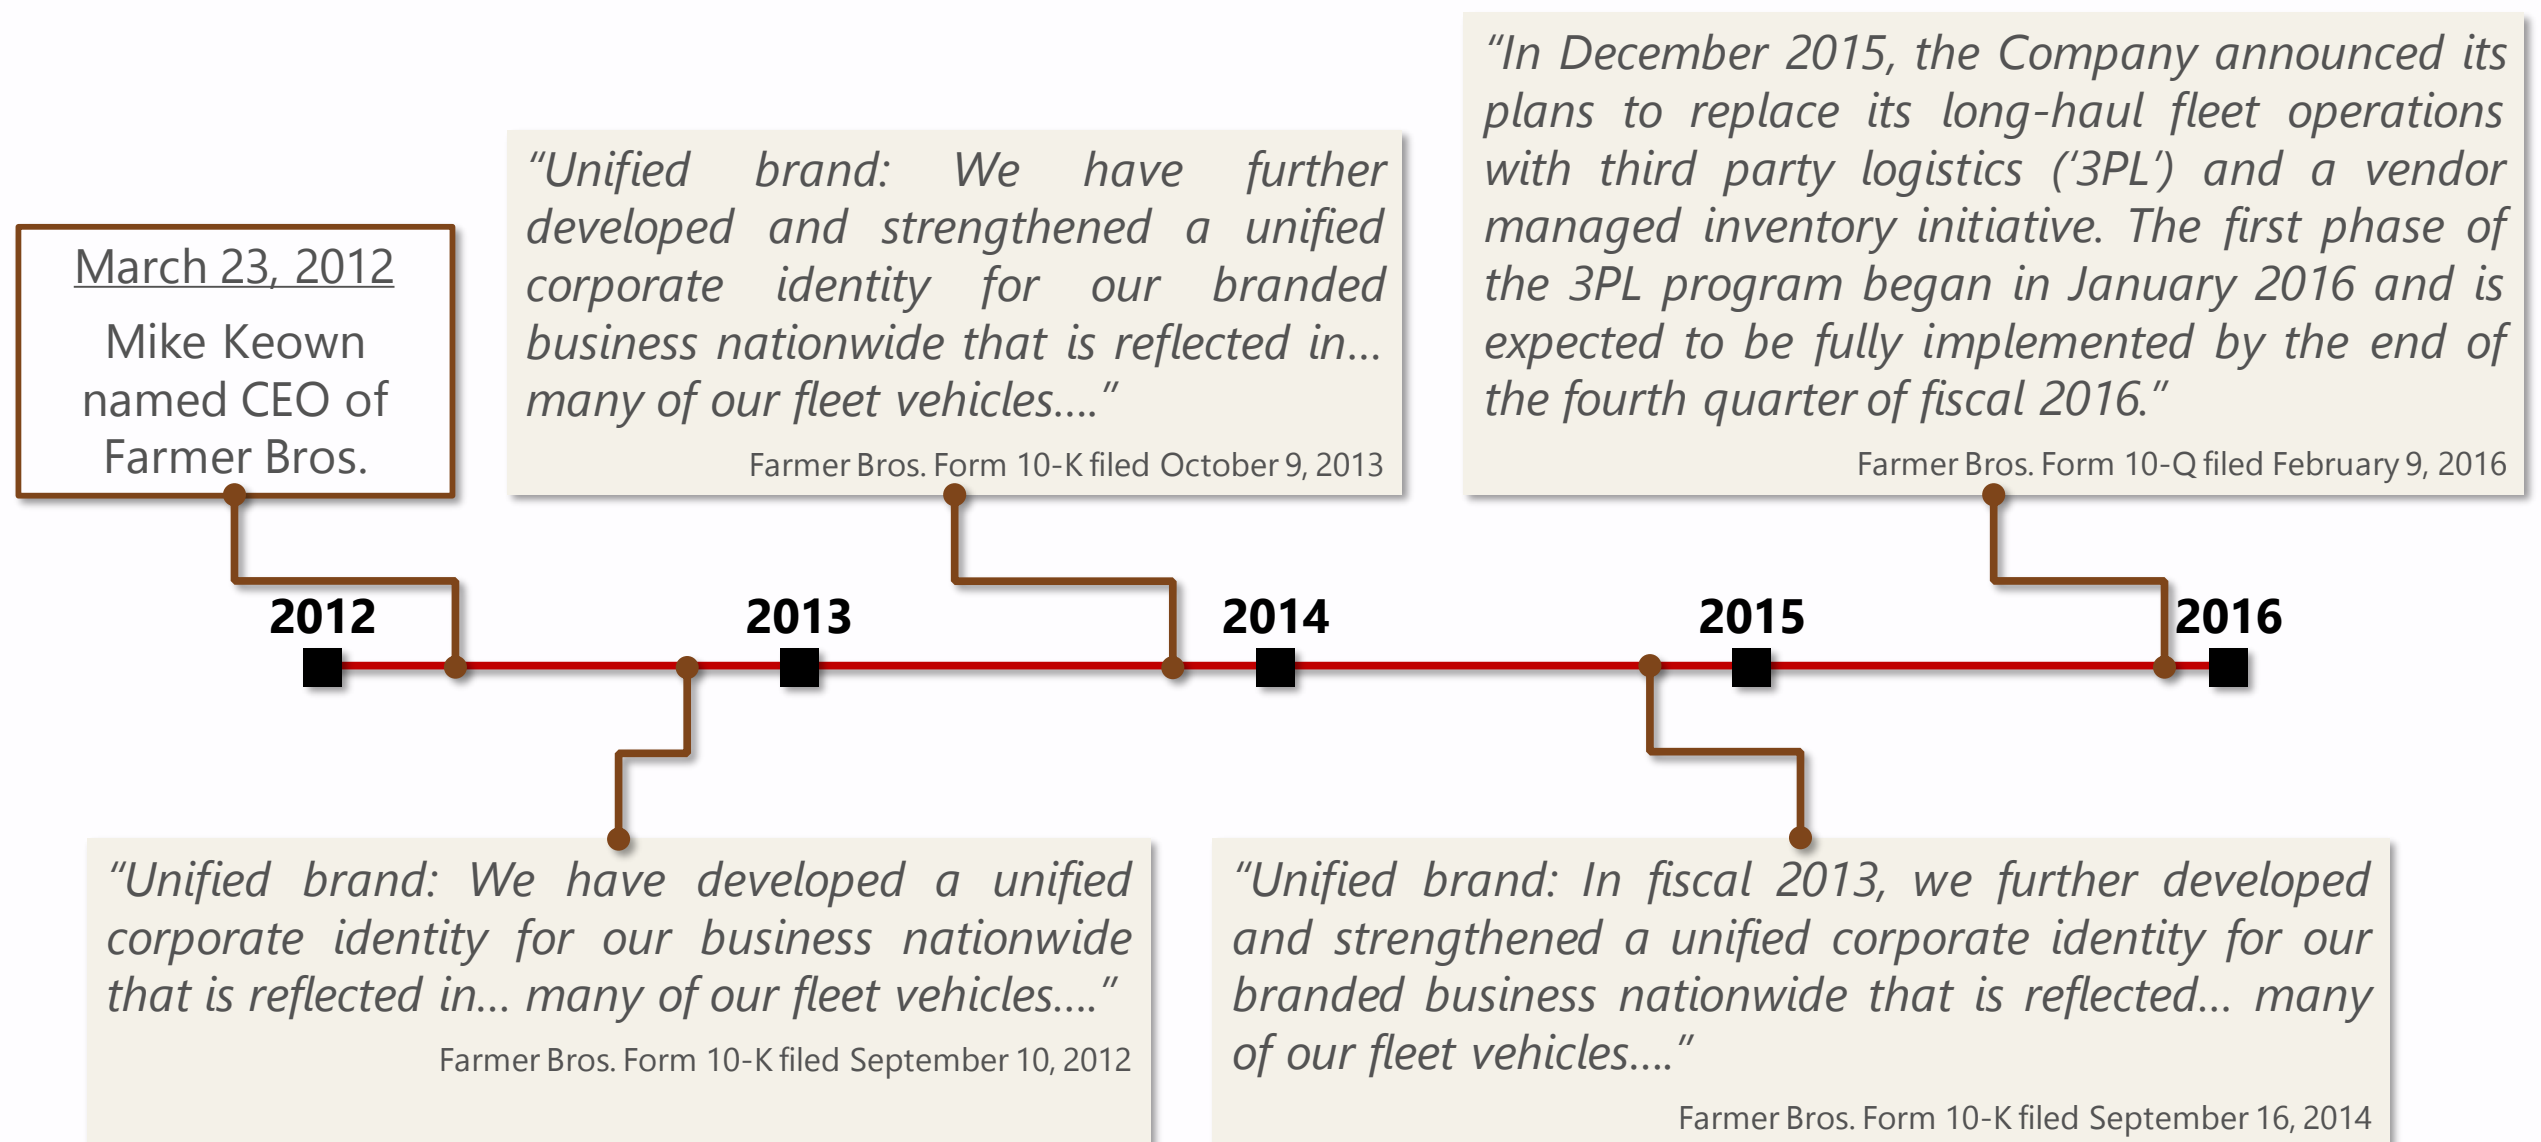 March 23, 2012
Mike Keown
named CEO of
Farmer Bros.
“Unified brand: We have further
developed and strengthened a unified
corporate identity for our branded
business nationwide that is reflected in…
many of our fleet vehicles….”
Farmer Bros. Form 10-K filed October 9, 2013
“In December 2015, the Company announced its
plans to replace its long-haul fleet operations
with third party logistics (‘3PL’) and a vendor
managed inventory initiative. The first phase of
the 3PL program began in January 2016 and is
expected to be fully implemented by the end of
the fourth quarter of fiscal 2016.”
Farmer Bros. Form 10-Q filed February 9, 2016
2012 2013 2014 2015 2016
“Unified brand: We have developed a unified
corporate identity for our business nationwide
that is reflected in… many of our fleet vehicles….”
Farmer Bros. Form 10-K filed September 10, 2012
“Unified brand: In fiscal 2013, we further developed
and strengthened a unified corporate identity for our
branded business nationwide that is reflected… many
of our fleet vehicles….”
Farmer Bros. Form 10-K filed September 16, 2014